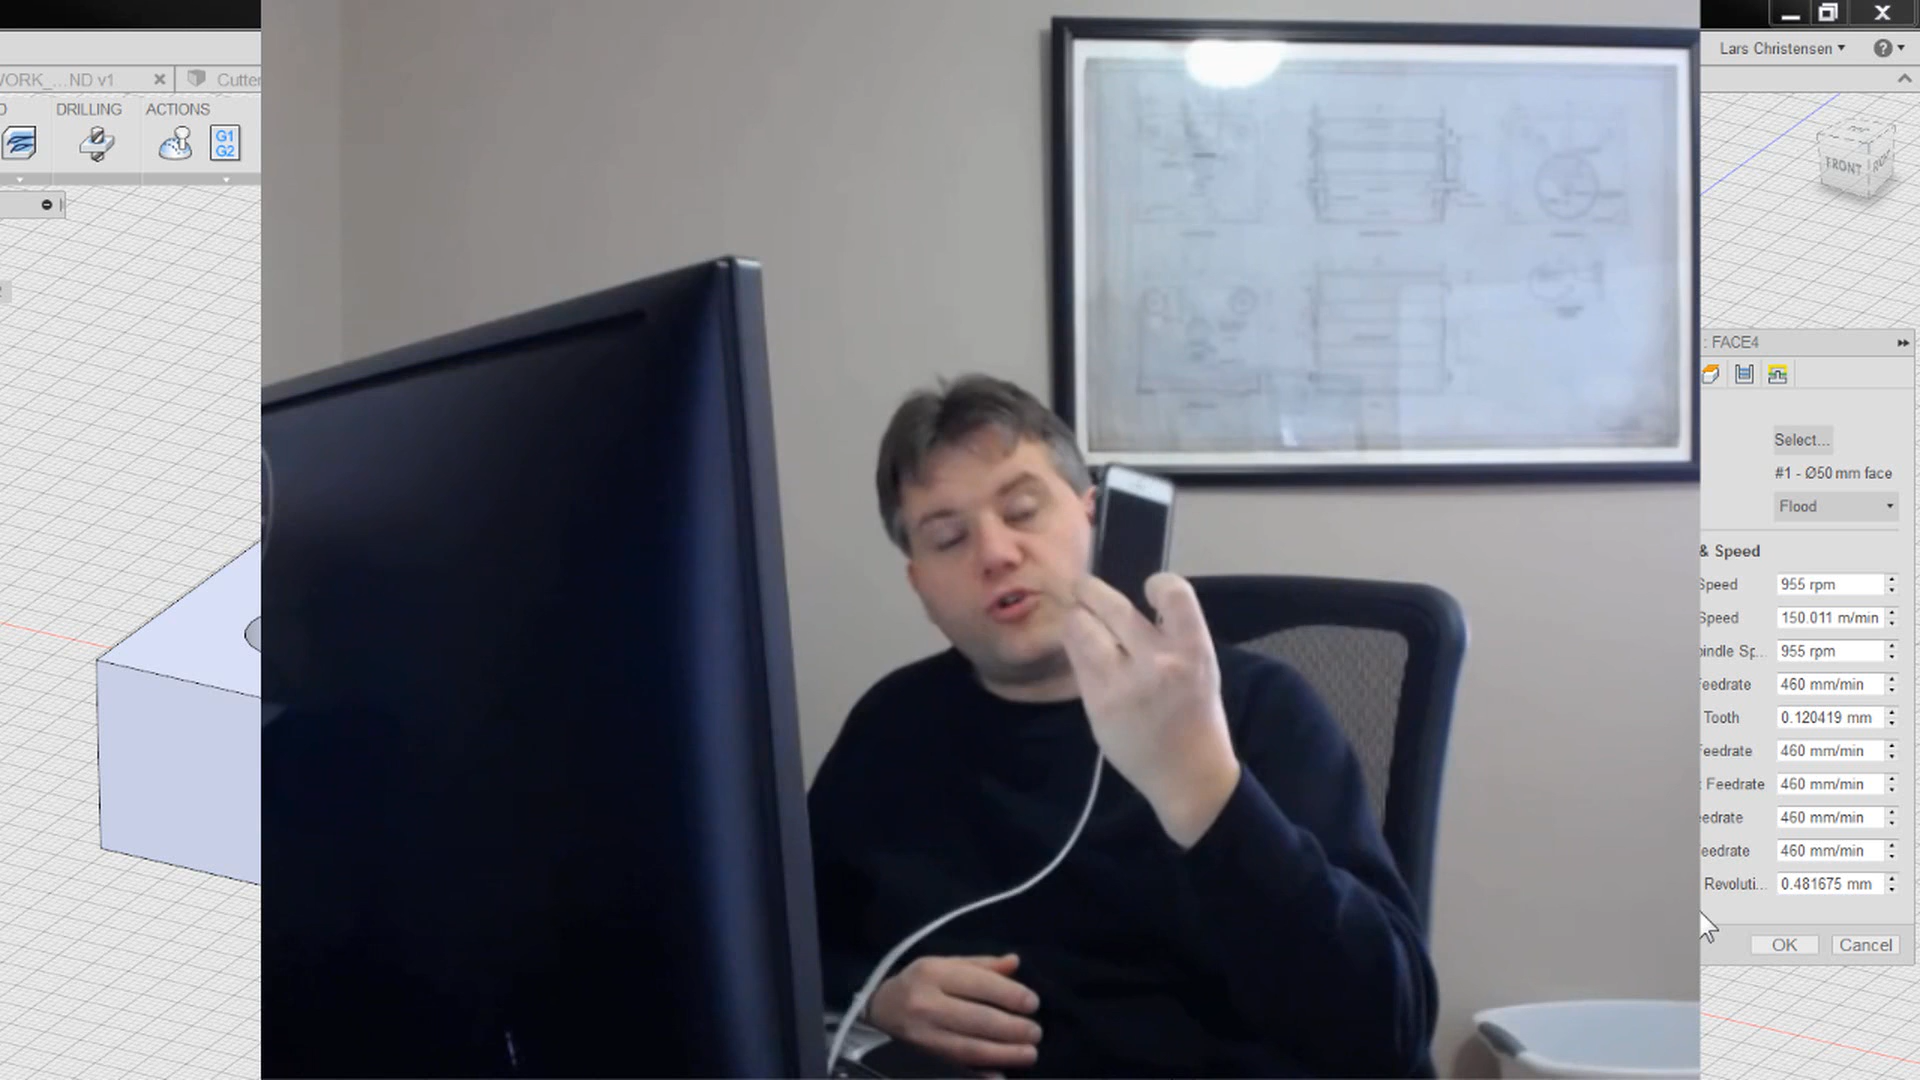 Lars Christensen
WORK_...ND v1
Cutter
DRILLING
ACTIONS
G1
G2
FRONT
: FACE4
Select...
#1 - Ø50 mm face
Flood
& Speed
Speed 955 rpm
Speed 150.011 m/min
pindle Sp... 955 rpm
eedrate 460 mm/min
Tooth 0.120419 mm
eedrate 460 mm/min
Feedrate 460 mm/min
edrate 460 mm/min
eedrate 460 mm/min
Revoluti... 0.481675 mm
OK Cancel